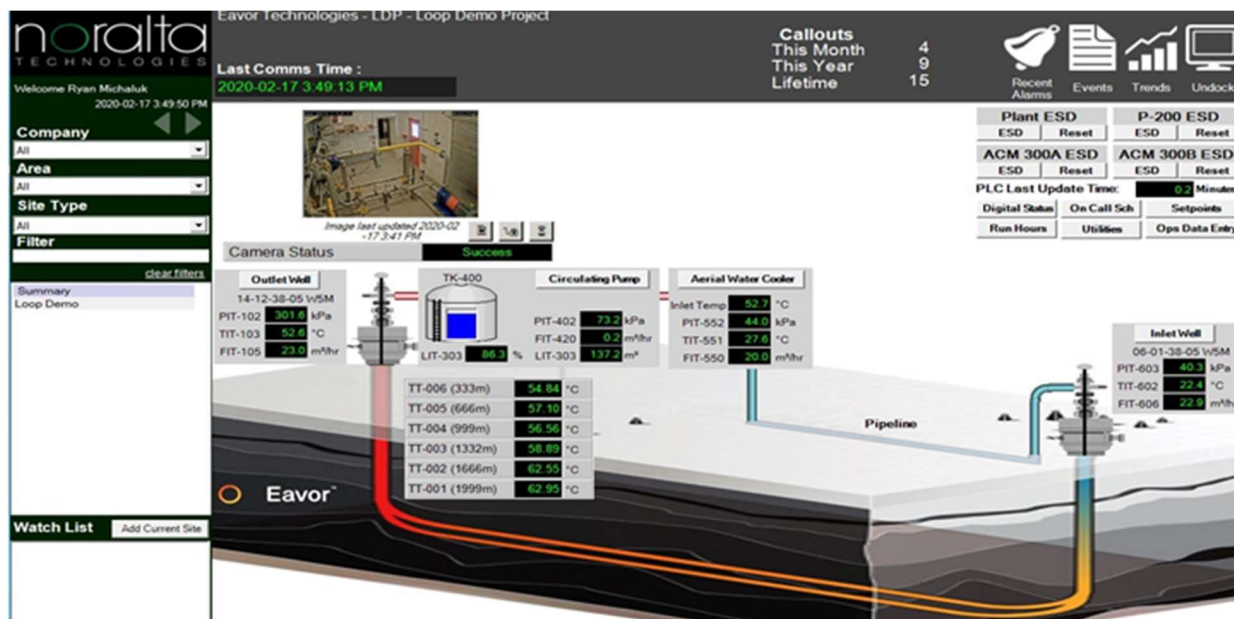 noralta
TECHNOLOGIES
Welcome Ryan Michaluk
2020-02-17 3:49:50 PM
Company
All
Area
All
Site Type
All
Filter
clear filters
Summary
Loop Demo
Watch List
Add Current Site
Eavor Technologies - LDP - Loop Demo Project
Last Comms Time :
2020-02-17 3:49:13 PM
Callouts
This Month 4
This Year 9
Lifetime 15
Recent Alarms
Events
Trends
Undock
Image last updated 2020-02
-17 3:41 PM
Camera Status Success
Plant ESD
ESD Reset
P-200 ESD
ESD Reset
ACM 300A ESD
ESD Reset
ACM 300B ESD
ESD Reset
PLC Last Update Time: 0.2 Minutes
Digital Status On Call Sch Setpoints
Run Hours Utilities Ops Data Entry
Outlet Well
14-12-38-05 W5M
PIT-102 301.6 kPa
TIT-103 52.6 °C
FIT-105 23.0 m³/hr
TK-400
LIT-303 86.3 %
Circulating Pump
PIT-402 73.2 kPa
FIT-420 0.2 m³/hr
LIT-303 137.2 m³
Aerial Water Cooler
Inlet Temp 52.7 °C
PIT-552 44.0 kPa
TIT-551 27.6 °C
FIT-550 20.0 m³/hr
Inlet Well
06-01-38-05 W5M
PIT-603 40.3 kPa
TIT-602 22.4 °C
FIT-606 22.9 m³/h
TT-006 (333m) 54.84 °C
TT-005 (666m) 57.10 °C
TT-004 (999m) 56.56 °C
TT-003 (1332m) 58.89 °C
TT-002 (1666m) 62.55 °C
TT-001 (1999m) 62.95 °C
Pipeline
Eavor™